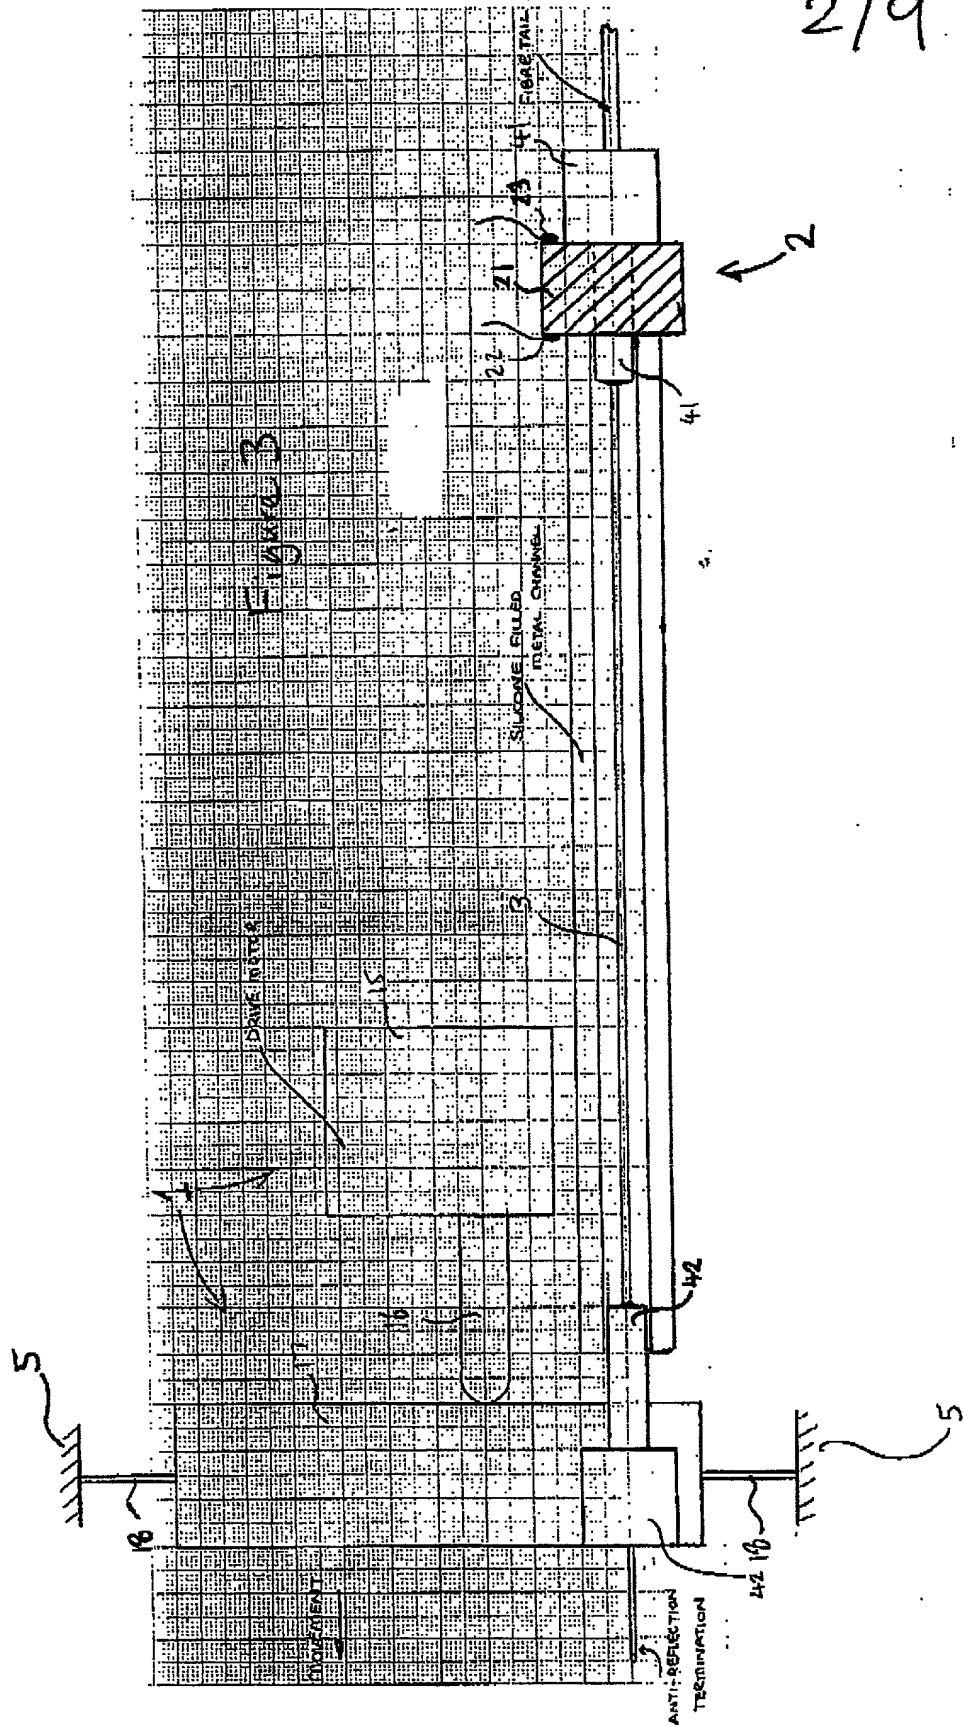 2/9
Figure 3
FIBRE TAIL
41
23
21
22
2
41
SILICONE FILLED
METAL CHANNEL
3
DRIVE MOTOR
15
1
16
17
42
5
18
5
18
42
MOVEMENT
ANTI-REFLECTION
TERMINATION